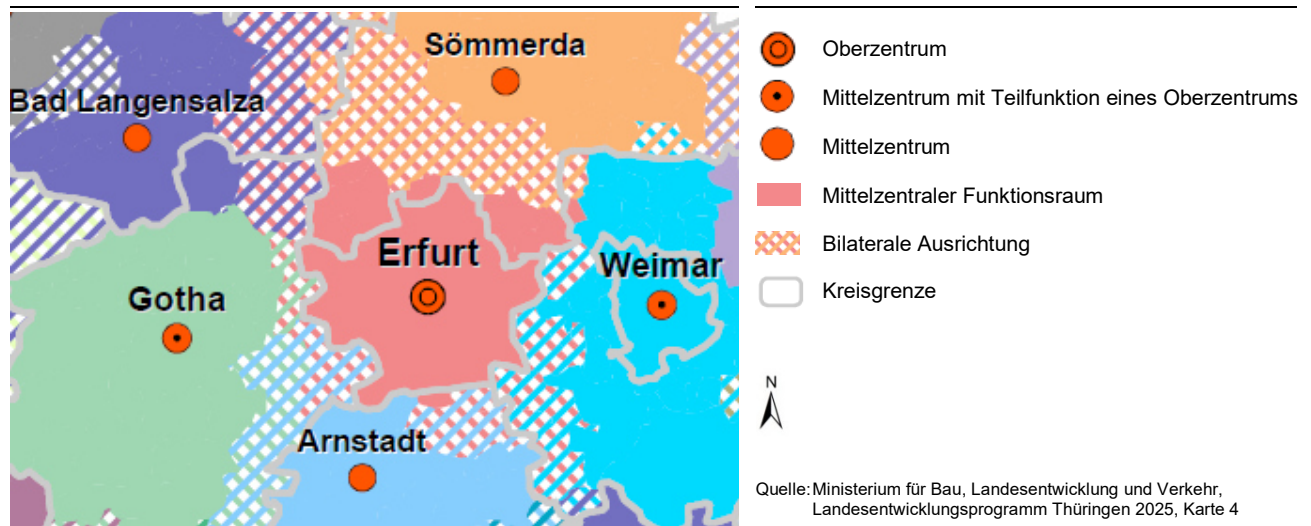 Sömmerda
Bad Langensalza
Erfurt
Weimar
Gotha
Arnstadt
Oberzentrum
Mittelzentrum mit Teilfunktion eines Oberzentrums
Mittelzentrum
Mittelzentraler Funktionsraum
Bilaterale Ausrichtung
Kreisgrenze
N
Quelle: Ministerium für Bau, Landesentwicklung und Verkehr,
Landesentwicklungsprogramm Thüringen 2025, Karte 4